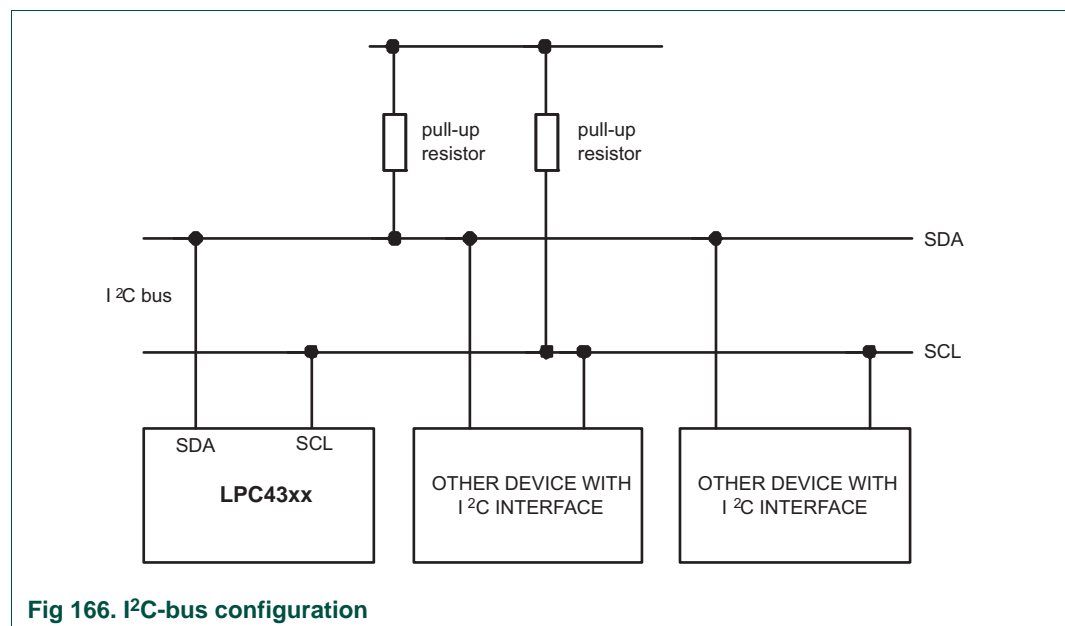 pull-up
resistor
pull-up
resistor
SDA
I ²C bus
SCL
SDA
SCL
LPC43xx
OTHER DEVICE WITH
I ²C INTERFACE
OTHER DEVICE WITH
I ²C INTERFACE
Fig 166. I²C-bus configuration